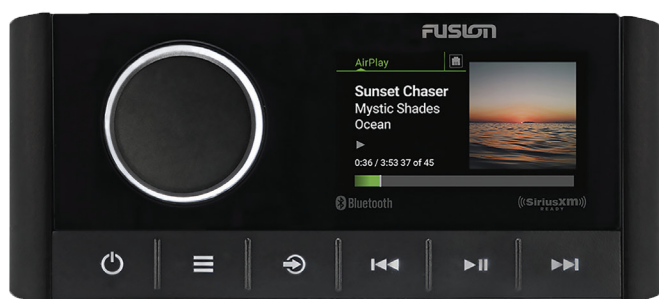 FUSION
AirPlay
Sunset Chaser
Mystic Shades
Ocean
0:36 / 3:53 37 of 45
Bluetooth
((SiriusXM))
READY